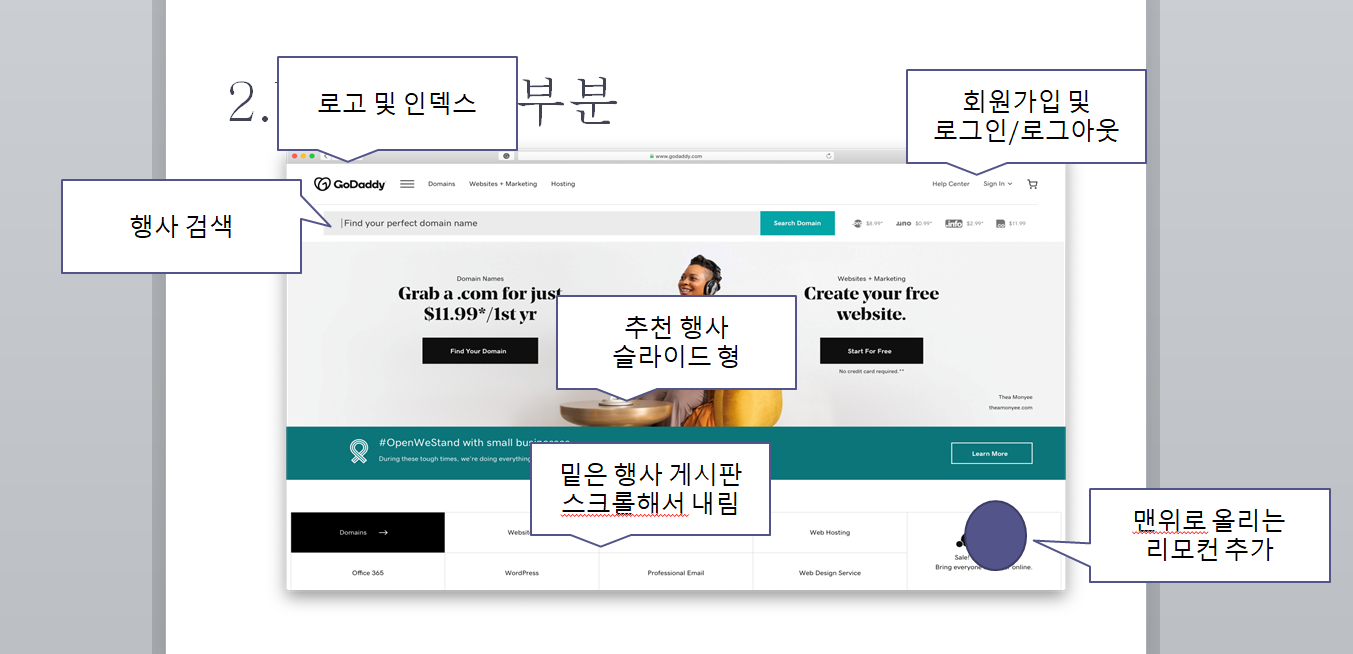 2.
부분
로고 및 인덱스
회원가입 및
로그인/로그아웃
www.godaddy.com
GoDaddy
Domains
Websites + Marketing
Hosting
Help Center
Sign In
행사 검색
Find your perfect domain name
Search Domain
$8.99*
.uno
$0.99*
.info
$2.99*
$11.99
Domain Names
Grab a .com for just
$11.99*/1st yr
Find Your Domain
Websites + Marketing
Create your free
website.
Start For Free
No credit card required.**
추천 행사
슬라이드 형
Thea Monyee
theamonyee.com
#OpenWeStand with small businesses
During these tough times, we're doing everything
Learn More
밑은 행사 게시판
스크롤해서 내림
맨위로 올리는
리모컨 추가
Domains →
Web Hosting
Sale!
Bring everyone
online.
Office 365
WordPress
Professional Email
Web Design Service